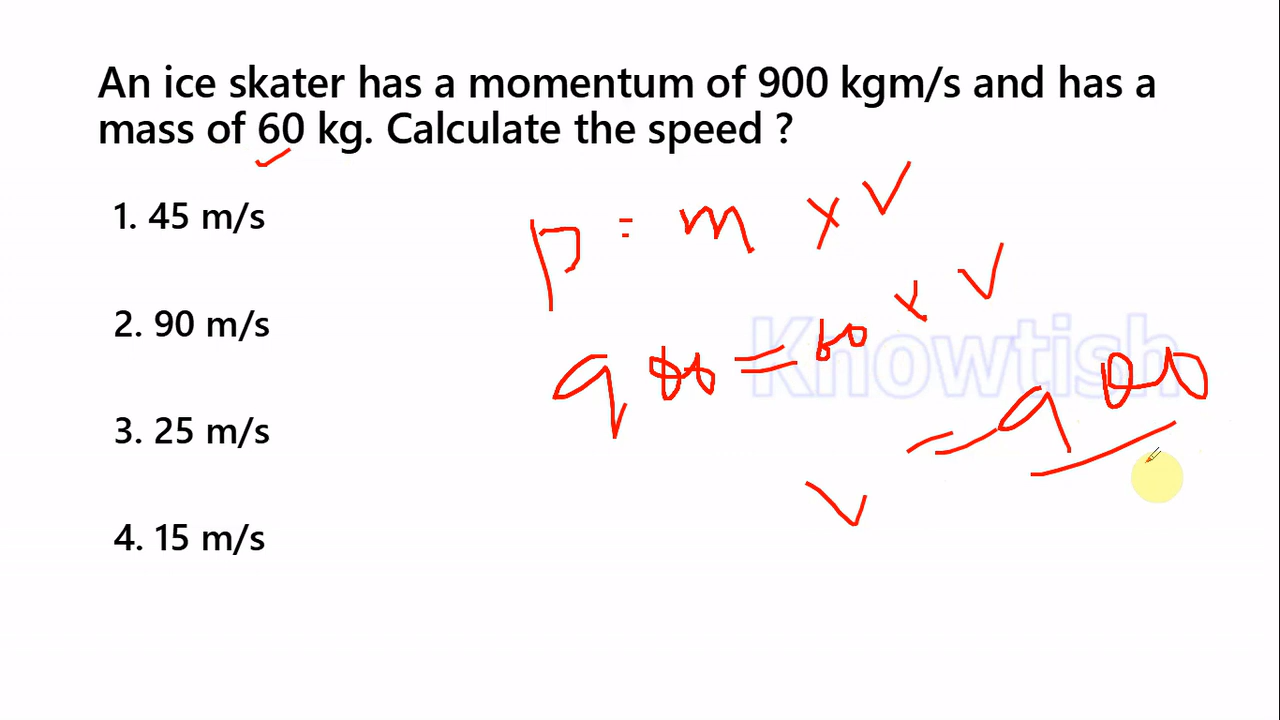 An ice skater has a momentum of 900 kgm/s and has a
mass of 60 kg. Calculate the speed ?
1. 45 m/s
2. 90 m/s
3. 25 m/s
4. 15 m/s
p = m x v
900 = 60 x v
v = 900
Knowtish